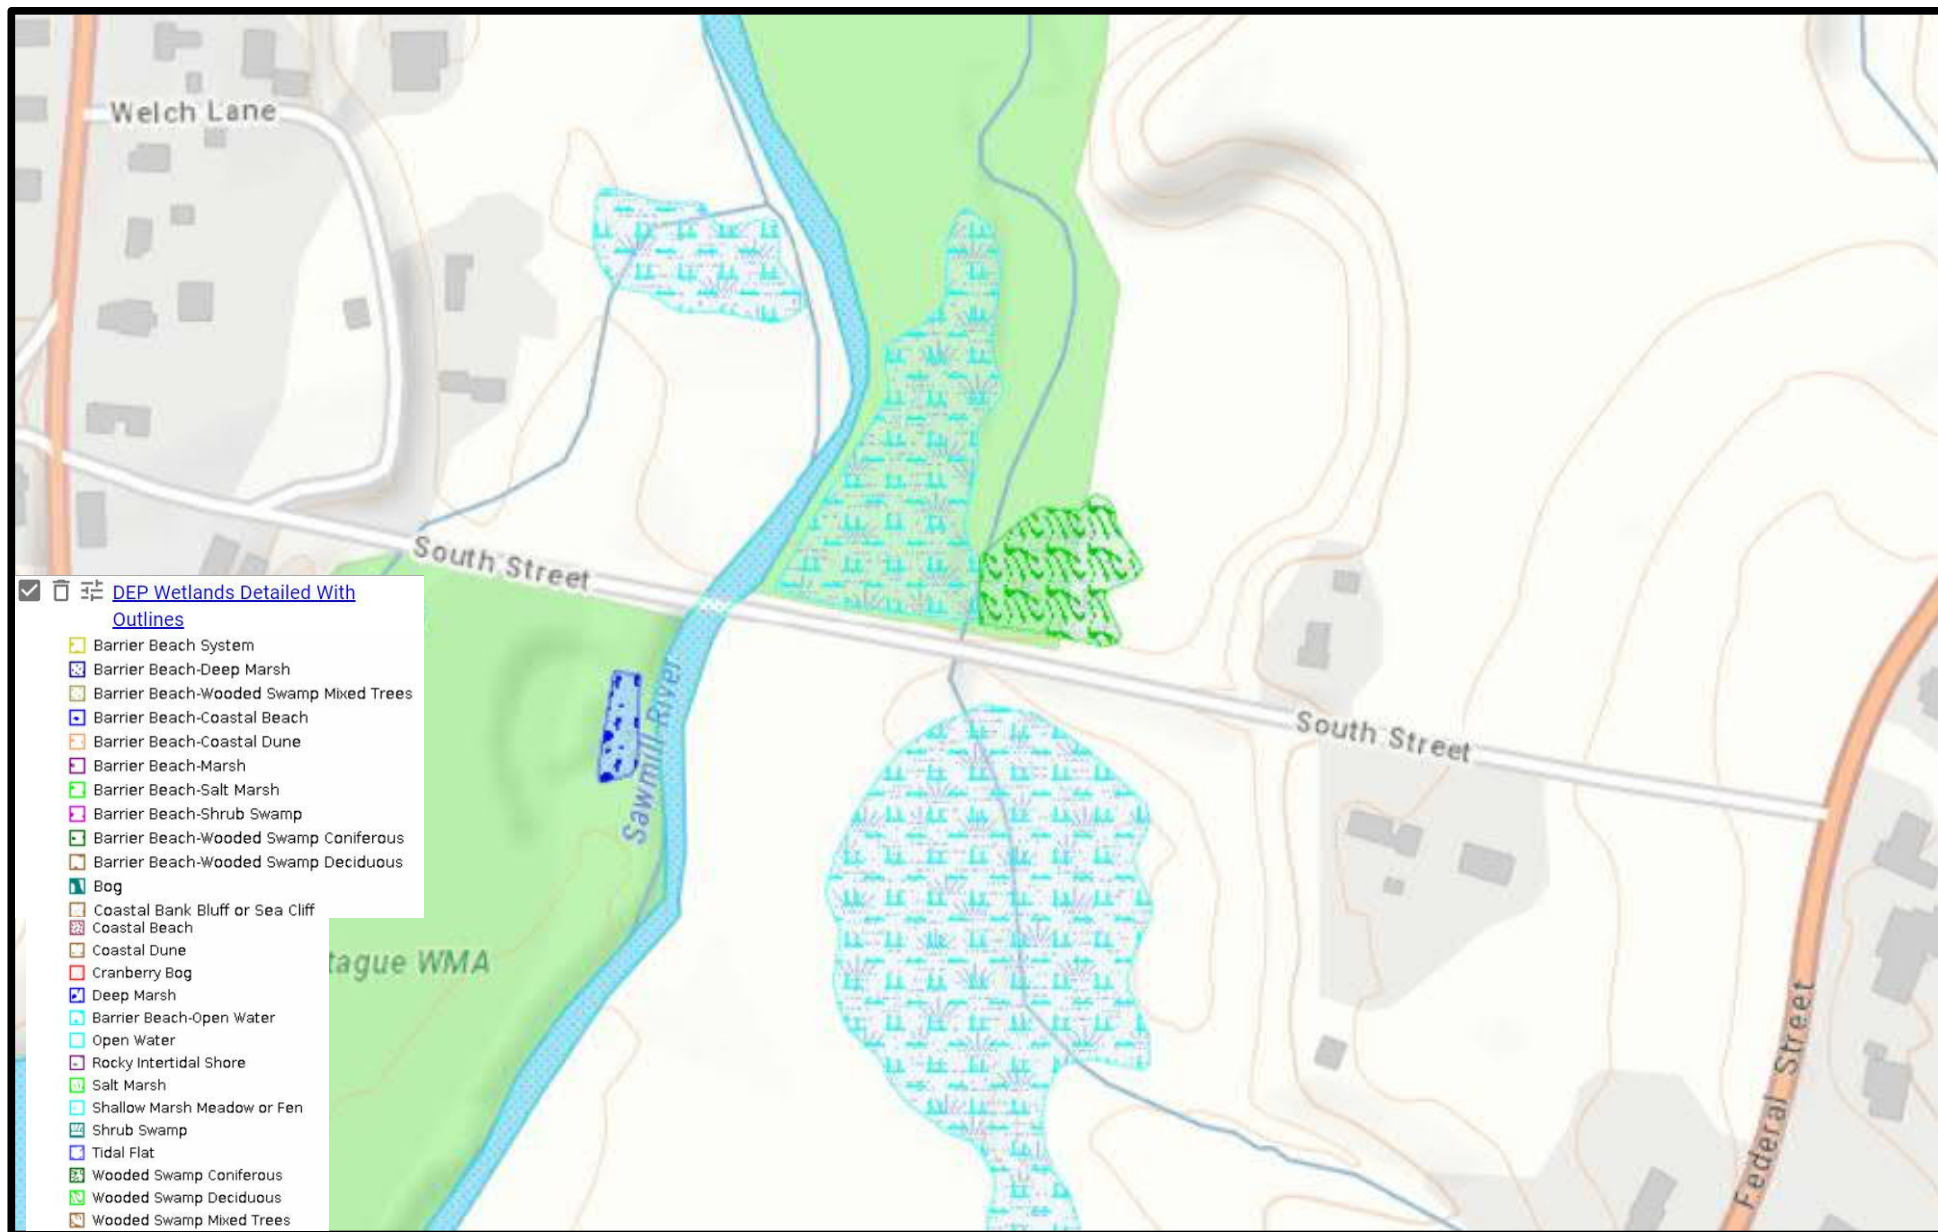 Welch Lane
South Street
DEP Wetlands Detailed With
Outlines
Barrier Beach System
Barrier Beach-Deep Marsh
Barrier Beach-Wooded Swamp Mixed Trees
Barrier Beach-Coastal Beach
Barrier Beach-Coastal Dune
Barrier Beach-Marsh
Barrier Beach-Salt Marsh
Barrier Beach-Shrub Swamp
Barrier Beach-Wooded Swamp Coniferous
Barrier Beach-Wooded Swamp Deciduous
Bog
Coastal Bank Bluff or Sea Cliff
Coastal Beach
Coastal Dune
Cranberry Bog
Deep Marsh
Barrier Beach-Open Water
Open Water
Rocky Intertidal Shore
Salt Marsh
Shallow Marsh Meadow or Fen
Shrub Swamp
Tidal Flat
Wooded Swamp Coniferous
Wooded Swamp Deciduous
Wooded Swamp Mixed Trees
Sawmill River
South Street
tague WMA
Federal Street